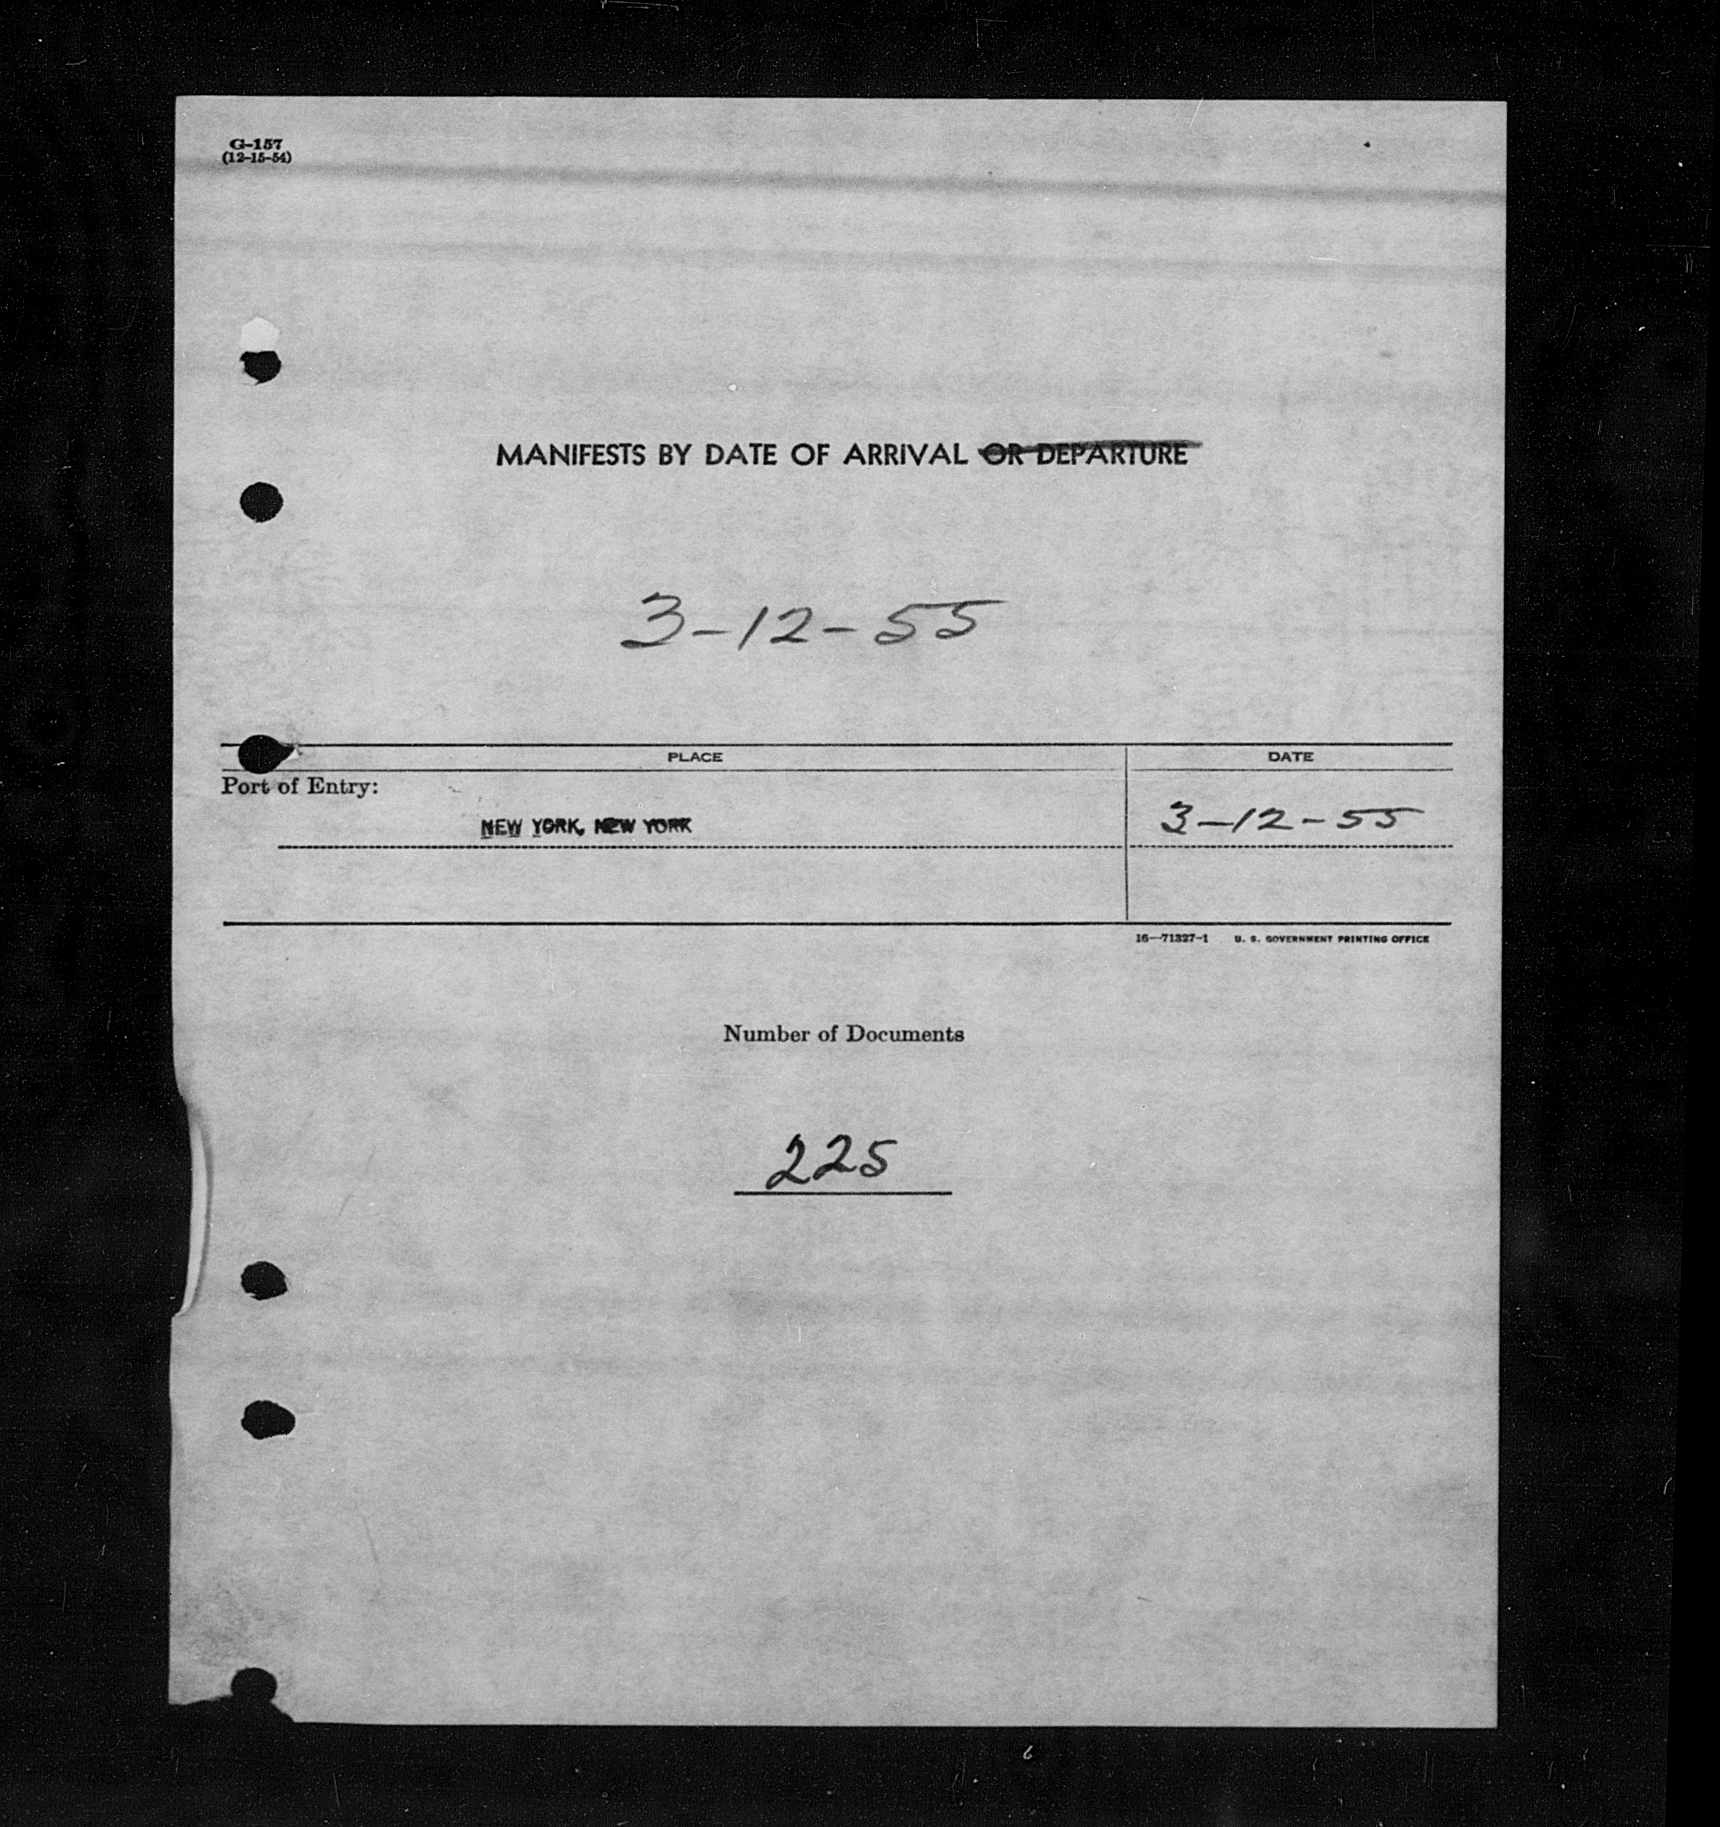 G-157
(12-15-54)
MANIFESTS BY DATE OF ARRIVAL OR DEPARTURE
3-12-55
PLACE DATE
Port of Entry:
NEW YORK, NEW YORK 3-12-55
16—71327-1 U. S. GOVERNMENT PRINTING OFFICE
Number of Documents
225